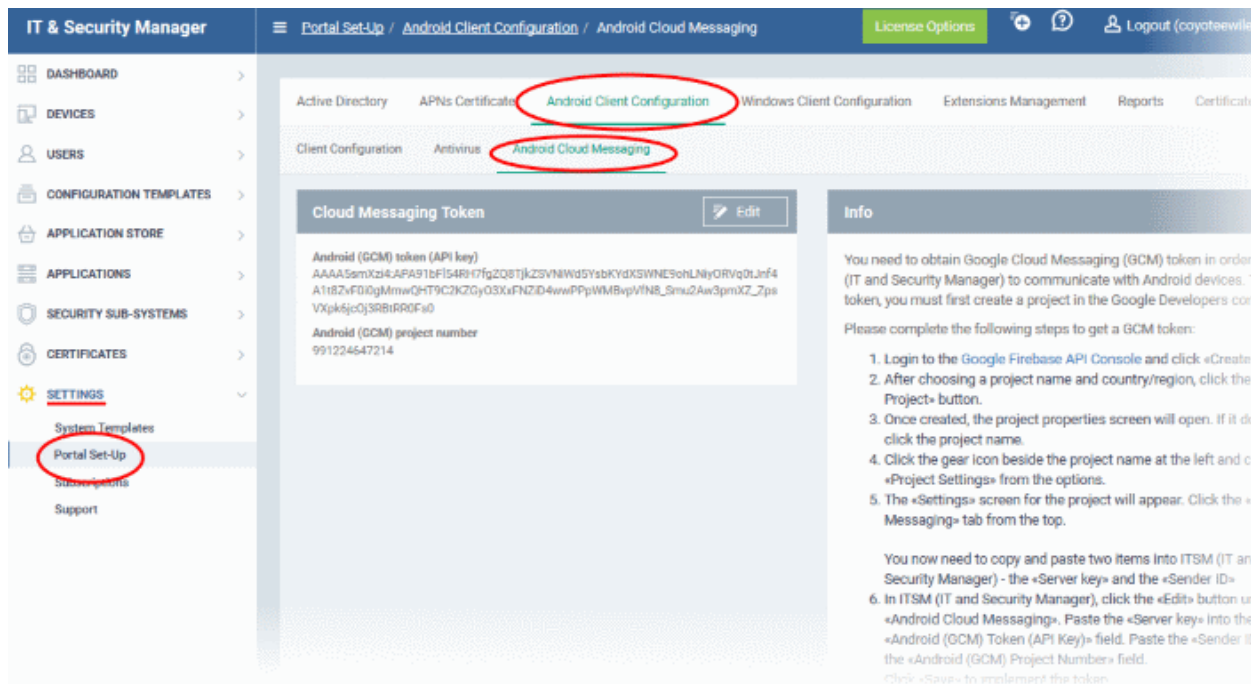 IT & Security Manager
Portal Set-Up / Android Client Configuration / Android Cloud Messaging
License Options
Logout (coyoteewile
DASHBOARD
DEVICES
USERS
CONFIGURATION TEMPLATES
APPLICATION STORE
APPLICATIONS
SECURITY SUB-SYSTEMS
CERTIFICATES
SETTINGS
System Templates
Portal Set-Up
Subscriptions
Support
Active Directory APNs Certificate Android Client Configuration Windows Client Configuration Extensions Management Reports Certificate
Client Configuration Antivirus Android Cloud Messaging
Cloud Messaging Token
Edit
Android (GCM) token (API key)
Android (GCM) project number
991224647214
Info
You need to obtain Google Cloud Messaging (GCM) token in order
(IT and Security Manager) to communicate with Android devices.
token, you must first create a project in the Google Developers
Please complete the following steps to get a GCM token:
1. Login to the Google Firebase API Console and click «Create
2. After choosing a project name and country/region, click the
Project» button.
3. Once created, the project properties screen will open. If it
click the project name.
4. Click the gear icon beside the project name at the left and
«Project Settings» from the options.
5. The «Settings» screen for the project will appear. Click the
Messaging» tab from the top.
You now need to copy and paste two items into ITSM (IT
Security Manager) - the «Server key» and the «Sender ID»
6. In ITSM (IT and Security Manager), click the «Edit» button
«Android Cloud Messaging». Paste the «Server key» into the
«Android (GCM) Token (API Key)» field. Paste the «Sender
the «Android (GCM) Project Number» field.
Click «Save» to implement the token